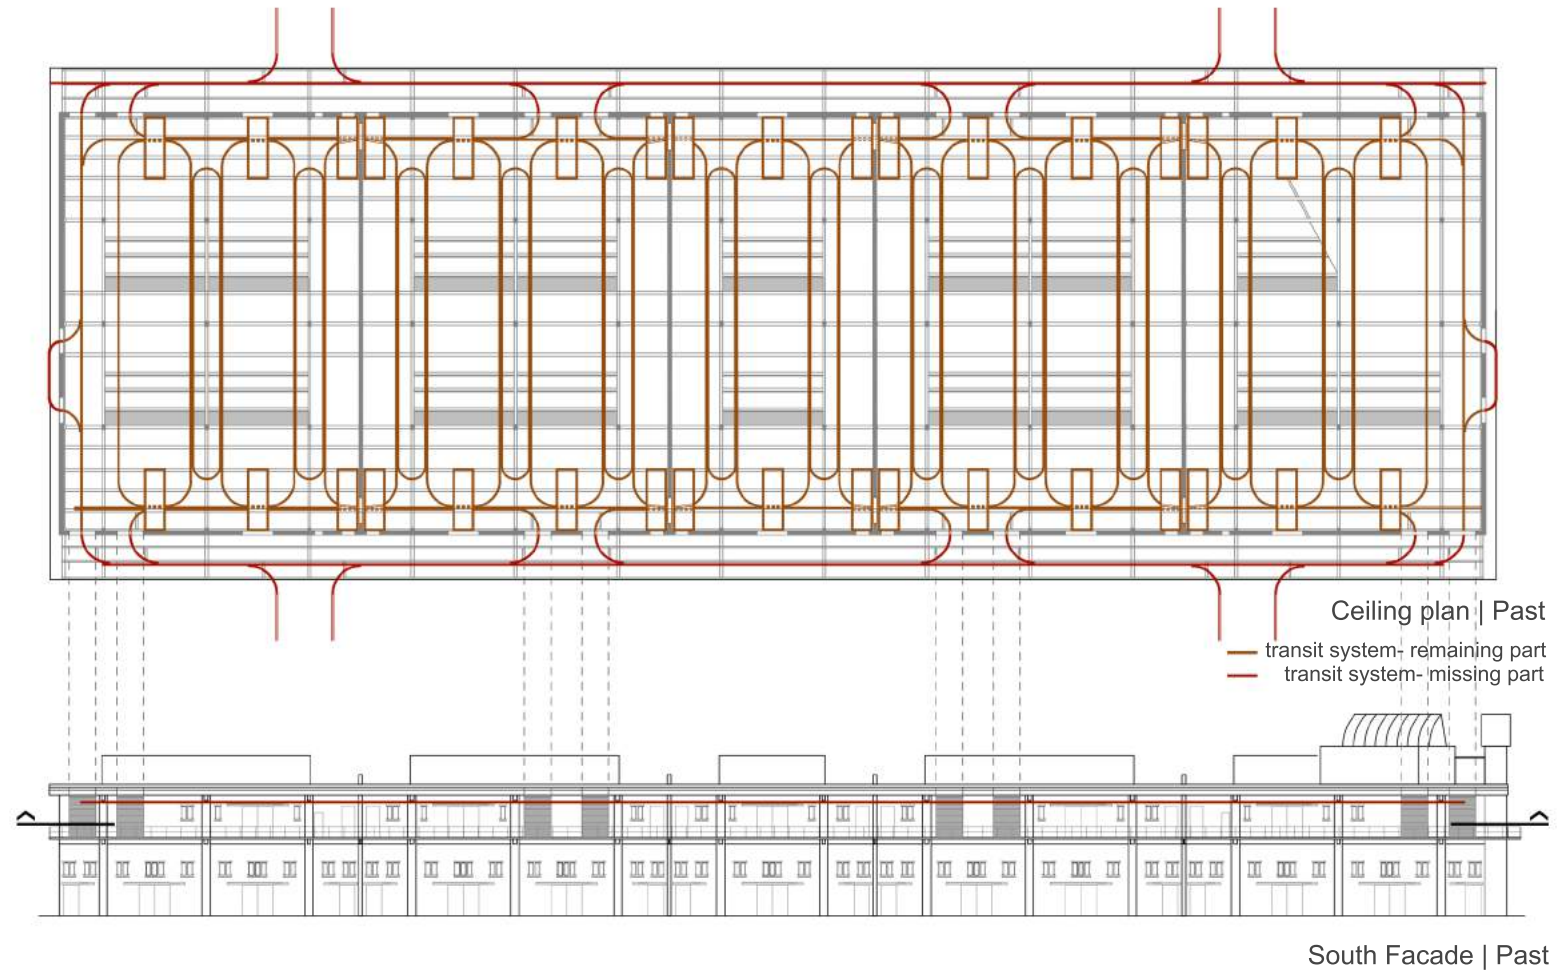 Ceiling plan | Past
transit system- remaining part
transit system- missing part
South Facade | Past